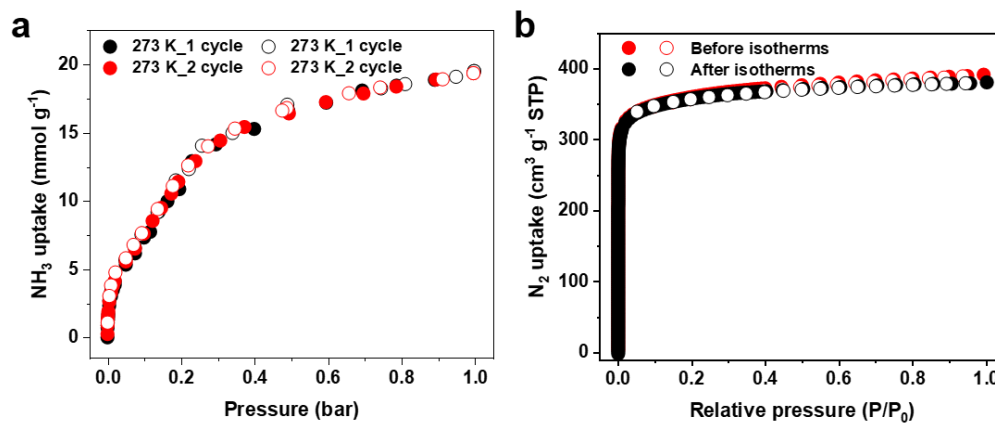 a
273 K_1 cycle 273 K_1 cycle
273 K_2 cycle 273 K_2 cycle
NH₃ uptake (mmol g⁻¹)
20
15
10
5
0
0.0 0.2 0.4 0.6 0.8 1.0
Pressure (bar)
b
Before isotherms
After isotherms
N₂ uptake (cm³ g⁻¹ STP)
400
300
200
100
0
0.0 0.2 0.4 0.6 0.8 1.0
Relative pressure (P/P₀)